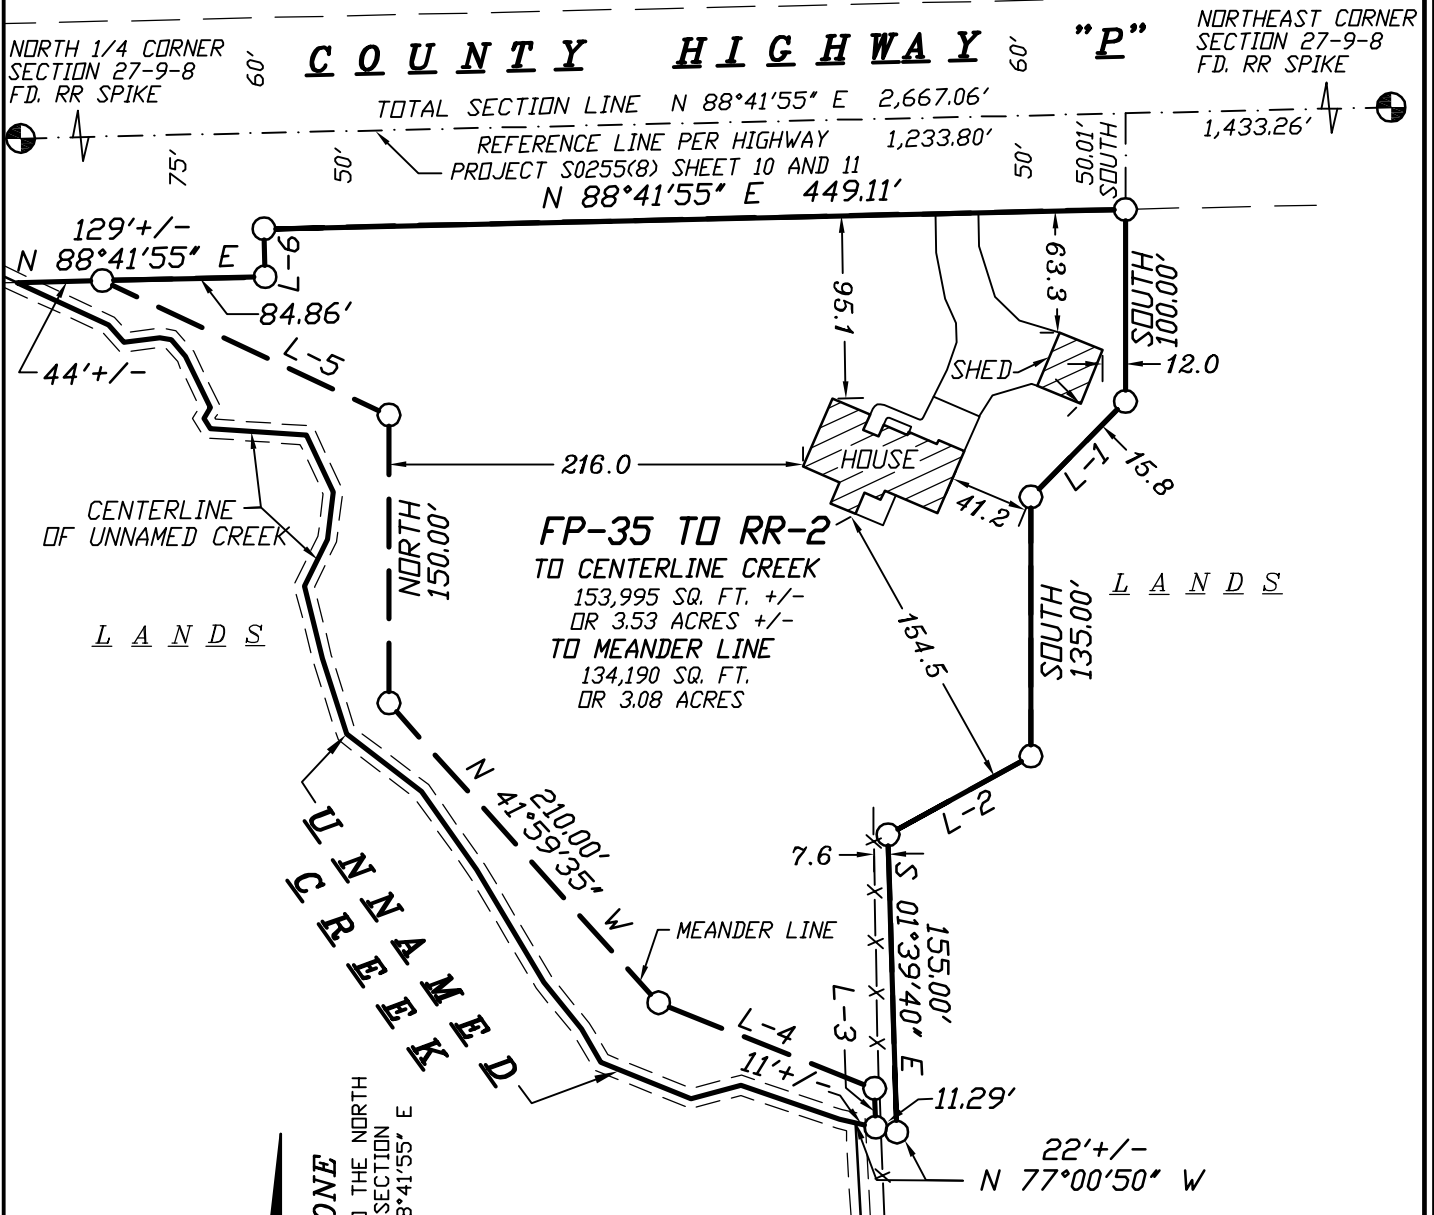 NORTH 1/4 CORNER
SECTION 27-9-8
FD. RR SPIKE
60'
COUNTY HIGHWAY "P"
60'
NORTHEAST CORNER
SECTION 27-9-8
FD. RR SPIKE
TOTAL SECTION LINE N 88°41'55" E 2,667.06'
REFERENCE LINE PER HIGHWAY 1,233.80'
PROJECT S0255(8) SHEET 10 AND 11
1,433.26'
75'
50'
50'
50.01'
SOUTH
N 88°41'55" E 449.11'
129'+/-
N 88°41'55" E
L-6
84.86'
44'+/-
L-5
95.1
63.3
SOUTH
100.00'
SHED
12.0
HOUSE
216.0
L-1
15.8
41.2
CENTERLINE
OF UNNAMED CREEK
NORTH
150.00'
FP-35 TO RR-2
TO CENTERLINE CREEK
153,995 SQ. FT. +/-
OR 3.53 ACRES +/-
TO MEANDER LINE
134,190 SQ. FT.
OR 3.08 ACRES
LANDS
LANDS
154.5
SOUTH
135.00'
210.00'
N 41°59'35" W
L-2
7.6
UNNAMED
CREEK
MEANDER LINE
S 01°39'40" E
155.00'
L-3
L-4
11'+/-
11.29'
22'+/-
N 77°00'50" W
THE NORTH
SECTION